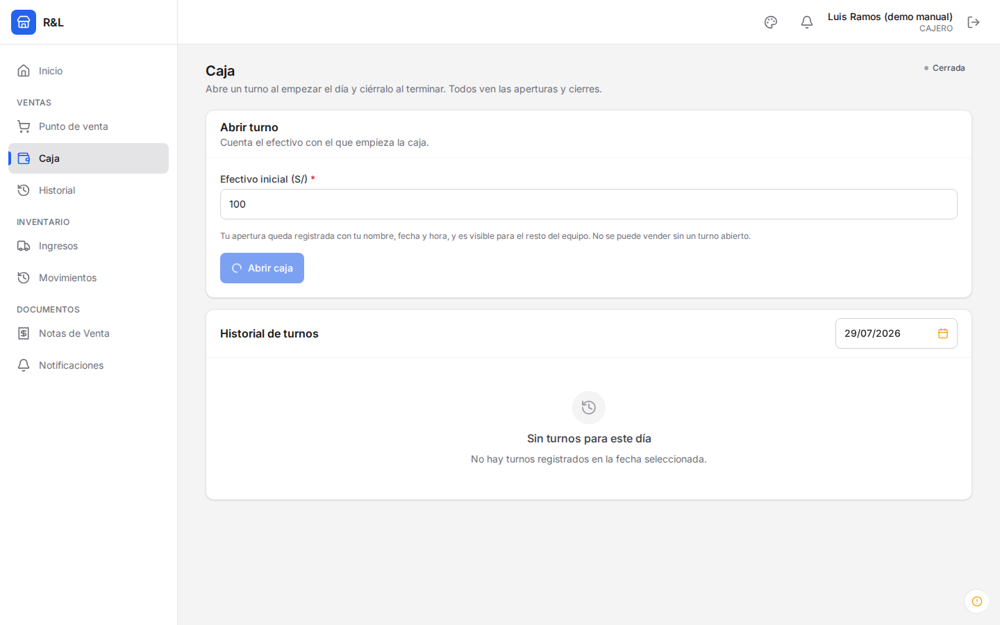 R&L
Luis Ramos (demo manual)
CAJERO
Inicio
VENTAS
Punto de venta
Caja
Historial
INVENTARIO
Ingresos
Movimientos
DOCUMENTOS
Notas de Venta
Notificaciones
Caja
Cerrada
Abre un turno al empezar el día y ciérralo al terminar. Todos ven las aperturas y cierres.
Abrir turno
Cuenta el efectivo con el que empieza la caja.
Efectivo inicial (S/) *
100
Tu apertura queda registrada con tu nombre, fecha y hora, y es visible para el resto del equipo. No se puede vender sin un turno abierto.
Abrir caja
Historial de turnos
29/07/2026
Sin turnos para este día
No hay turnos registrados en la fecha seleccionada.